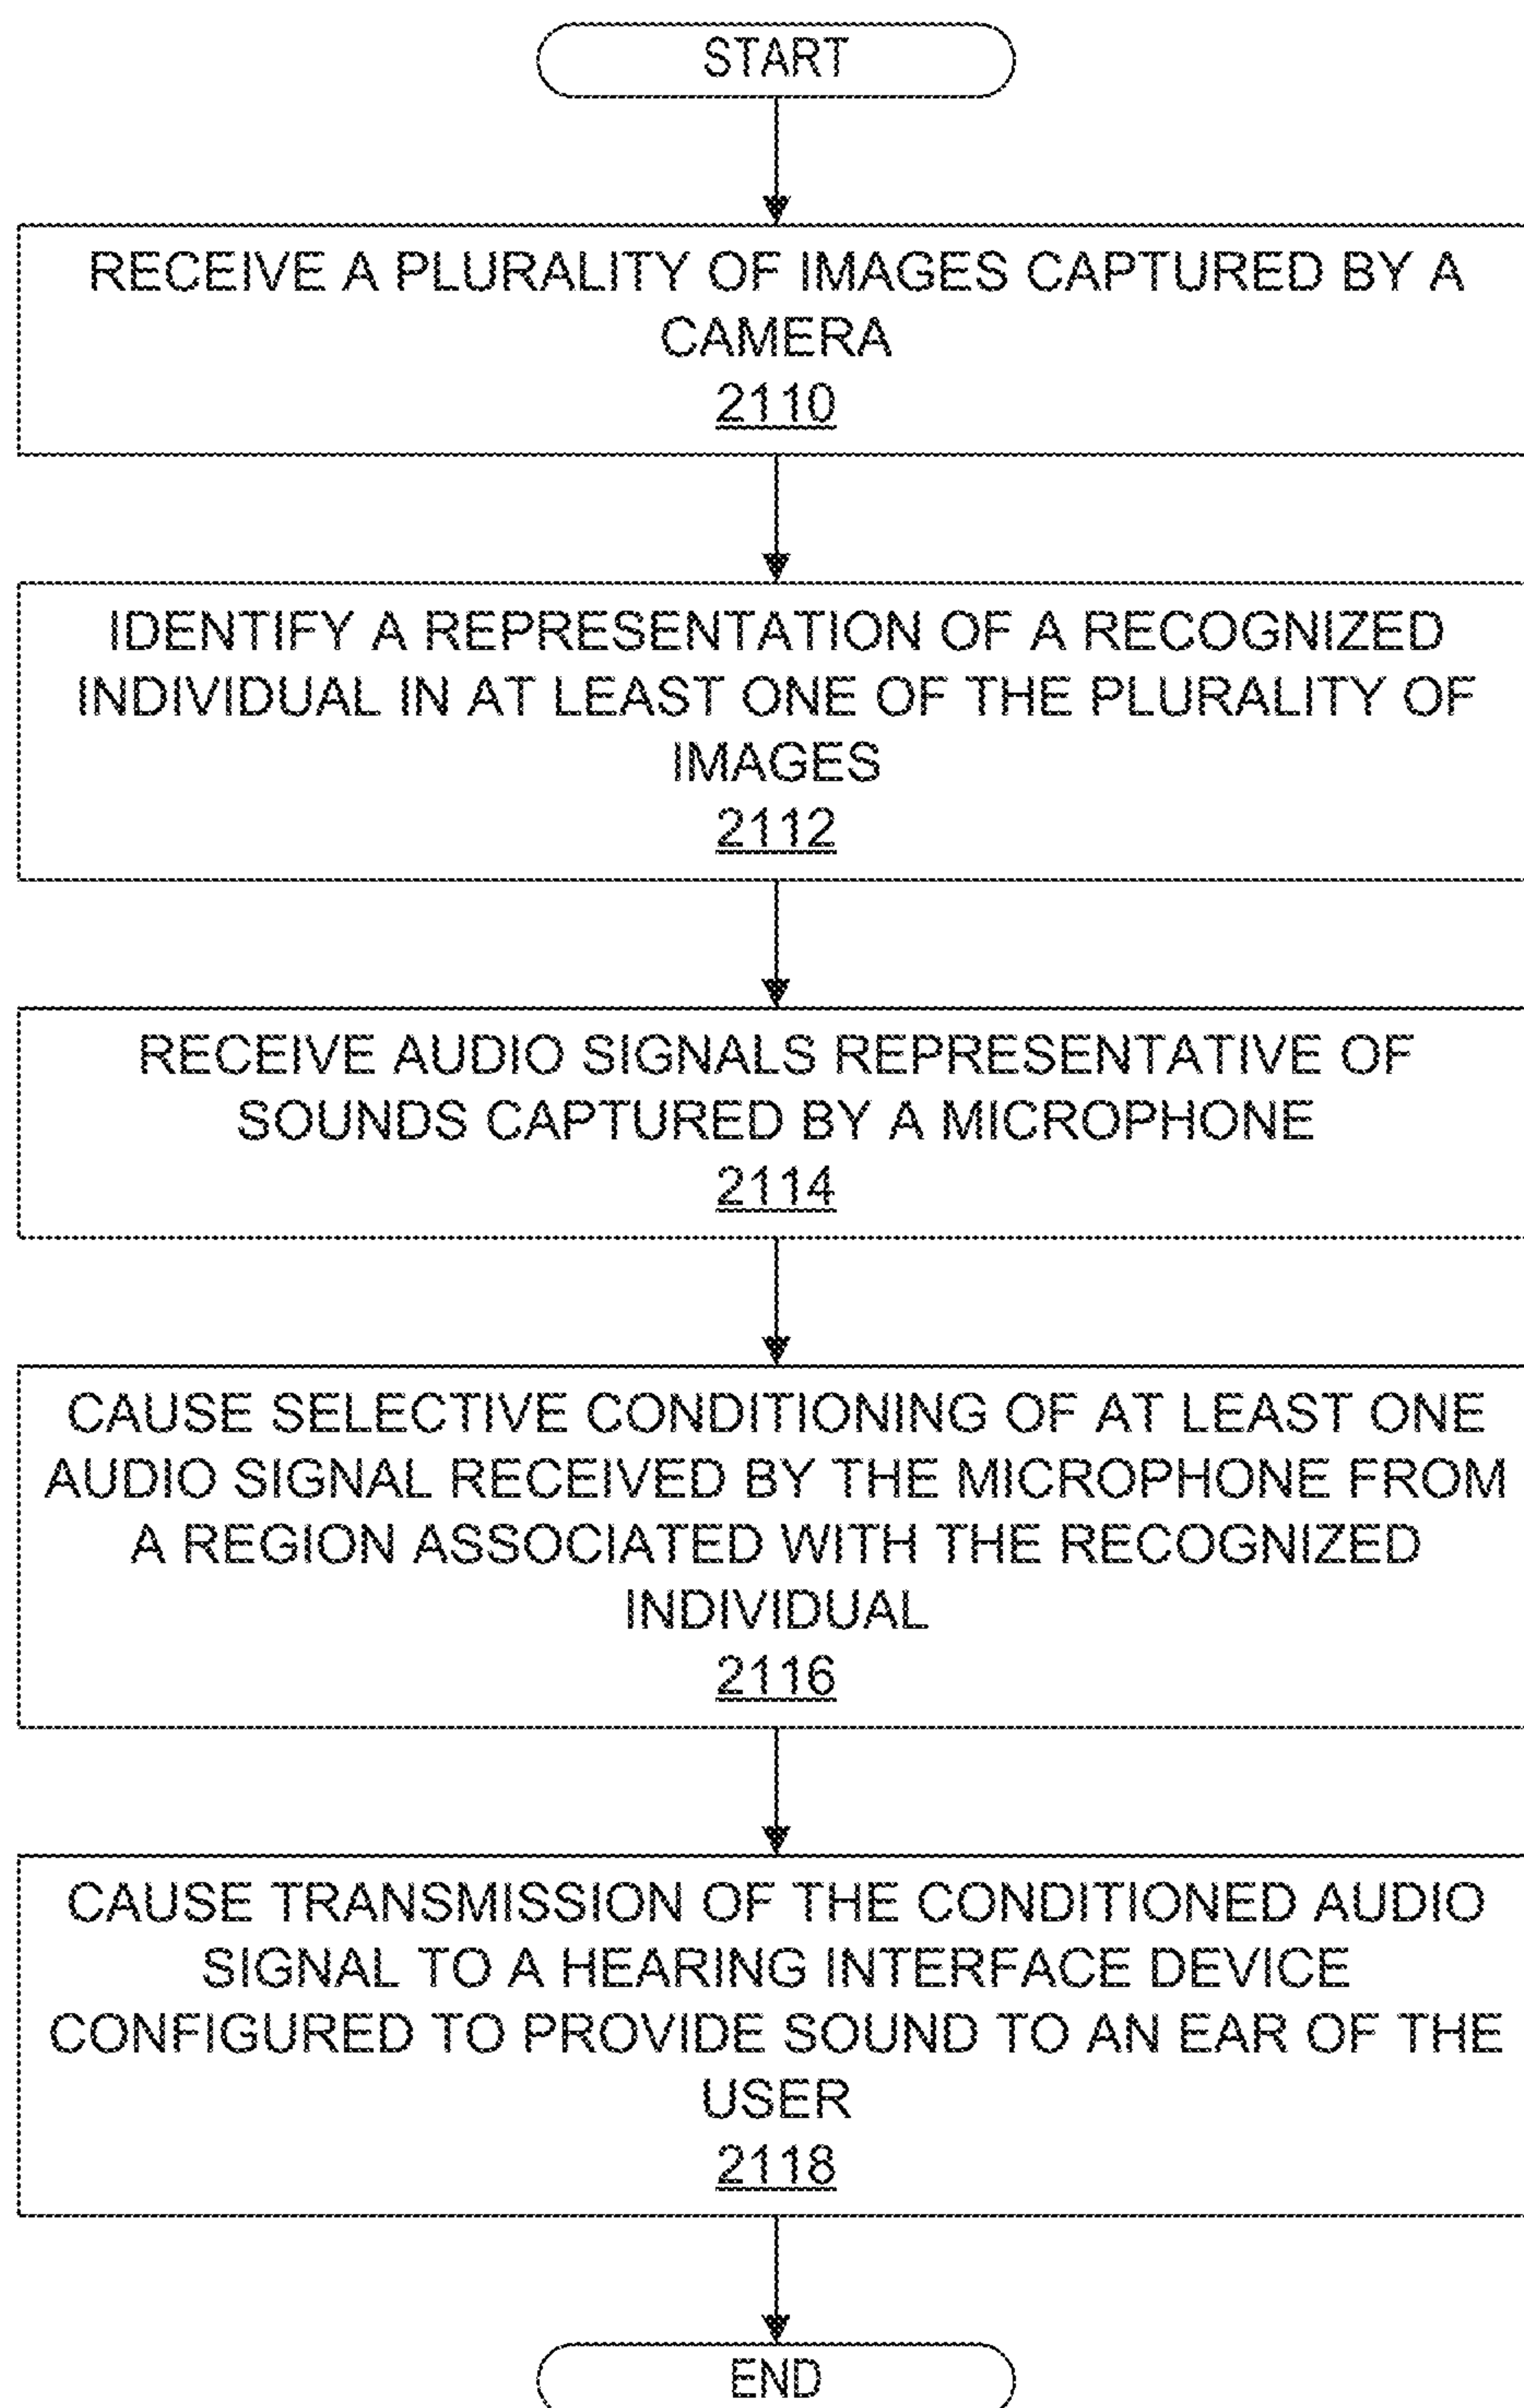 START
RECEIVE A PLURALITY OF IMAGES CAPTURED BY A
CAMERA
2110
IDENTIFY A REPRESENTATION OF A RECOGNIZED
INDIVIDUAL IN AT LEAST ONE OF THE PLURALITY OF
IMAGES
2112
RECEIVE AUDIO SIGNALS REPRESENTATIVE OF
SOUNDS CAPTURED BY A MICROPHONE
2114
CAUSE SELECTIVE CONDITIONING OF AT LEAST ONE
AUDIO SIGNAL RECEIVED BY THE MICROPHONE FROM
A REGION ASSOCIATED WITH THE RECOGNIZED
INDIVIDUAL
2116
CAUSE TRANSMISSION OF THE CONDITIONED AUDIO
SIGNAL TO A HEARING INTERFACE DEVICE
CONFIGURED TO PROVIDE SOUND TO AN EAR OF THE
USER
2118
END